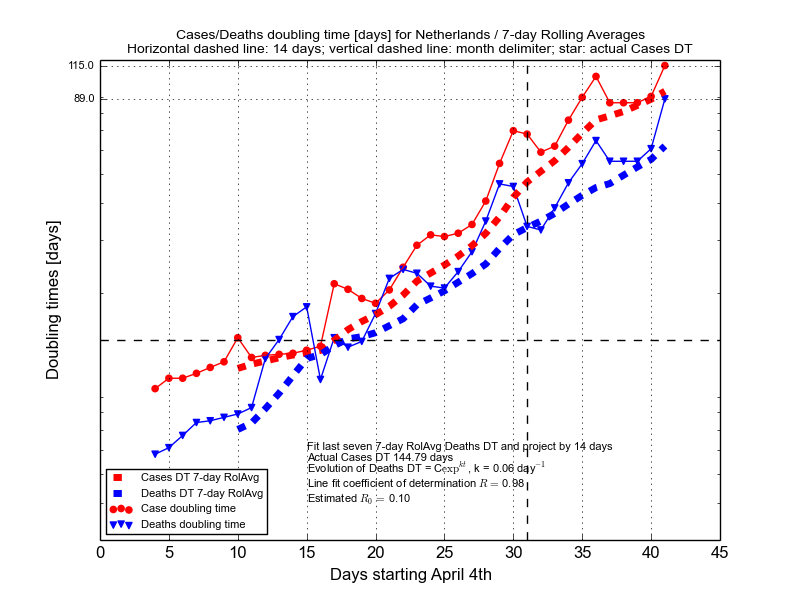 Cases/Deaths doubling time [days] for Netherlands / 7-day Rolling Averages
Horizontal dashed line: 14 days; vertical dashed line: month delimiter; star: actual Cases DT
115.0
89.0
Doubling times [days]
Fit last seven 7-day RolAvg Deaths DT and project by 14 days
Actual Cases DT 144.79 days
Evolution of Deaths DT = Cexp^{kt}, k = 0.06 day^{-1}
Line fit coefficient of determination R = 0.98
Estimated R_0 = 0.10
Cases DT 7-day RolAvg
Deaths DT 7-day RolAvg
Case doubling time
Deaths doubling time
0 5 10 15 20 25 30 35 40 45
Days starting April 4th